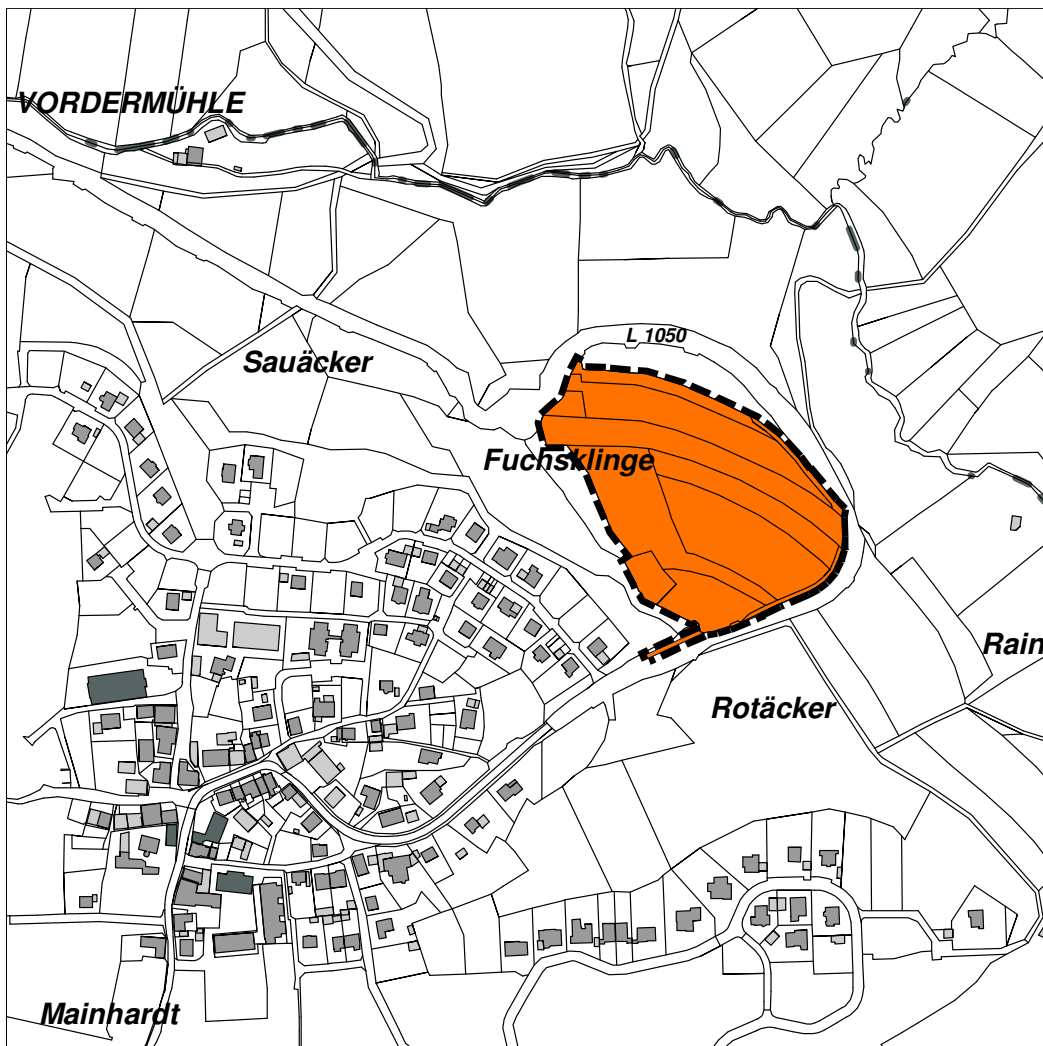 VORDERMÜHLE
L 1050
Sauäcker
Fuchsklinge
Rain
Rotäcker
Mainhardt